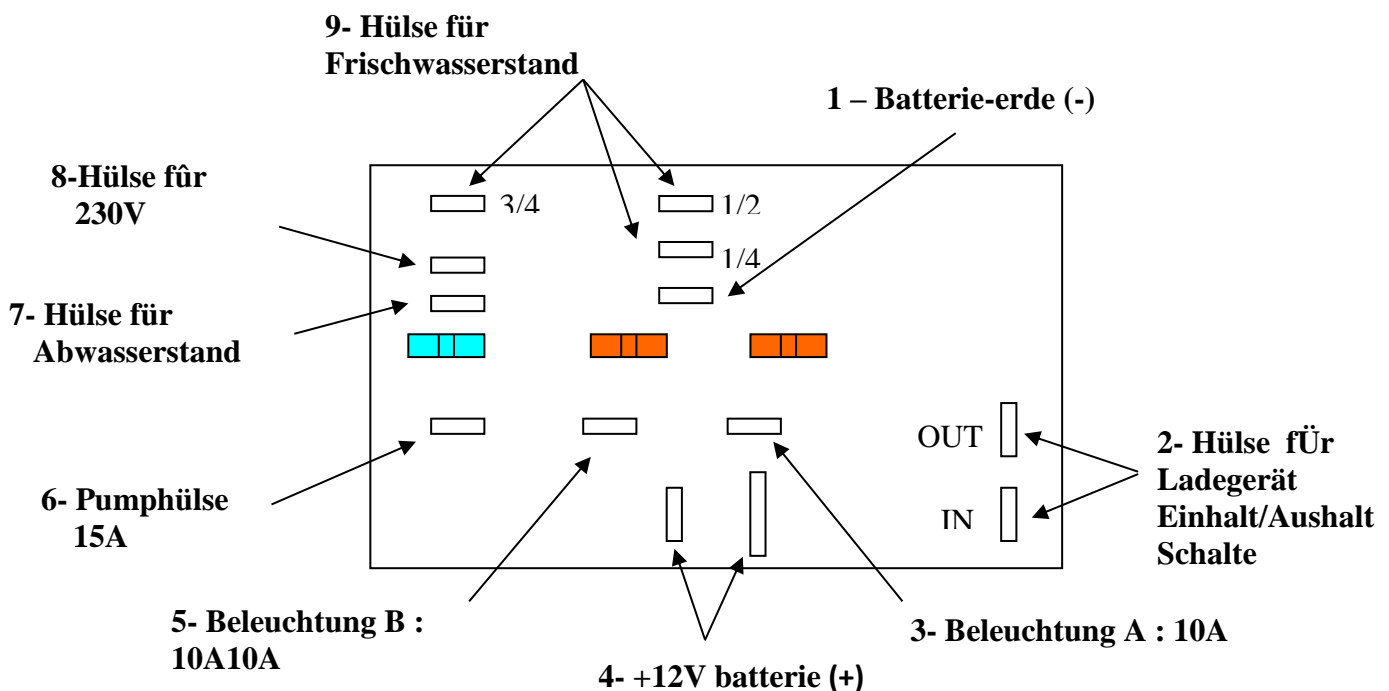 9- Hülse für
Frischwasserstand
1 – Batterie-erde (-)
8-Hülse fûr
230V
3/4
1/2
1/4
7- Hülse für
Abwasserstand
OUT
IN
2- Hülse fÜr
Ladegerät
Einhalt/Aushalt
Schalte
6- Pumphülse
15A
5- Beleuchtung B :
10A10A
3- Beleuchtung A : 10A
4- +12V batterie (+)